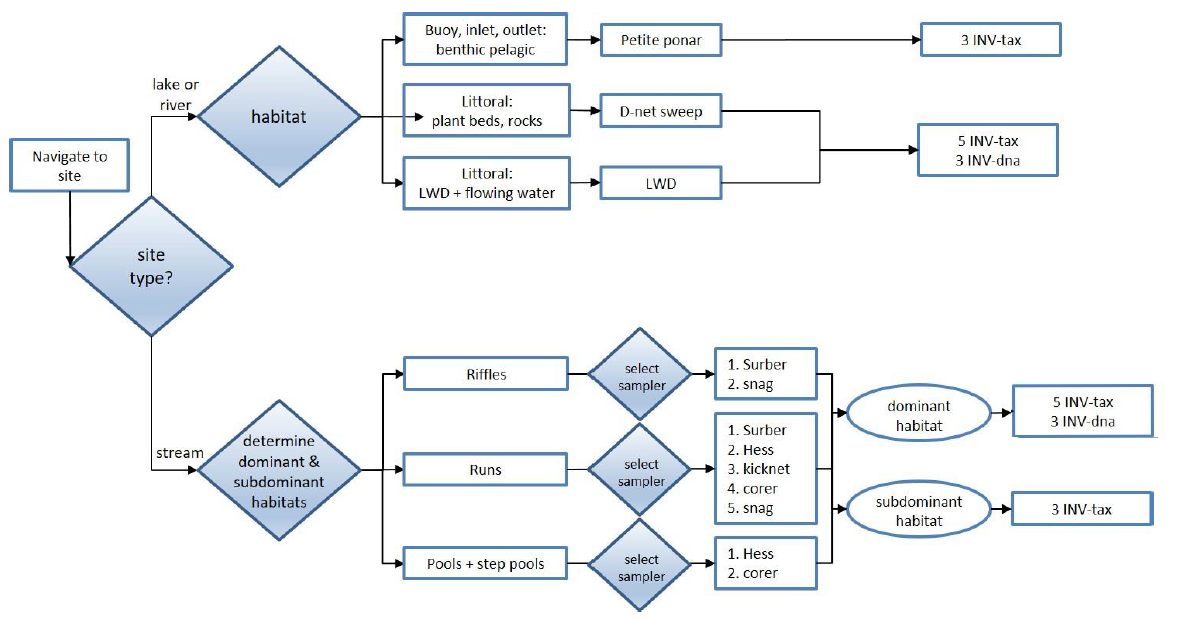 Navigate to
site
site
type?
lake or
river
habitat
Buoy, inlet, outlet:
benthic pelagic
Petite ponar
3 INV-tax
Littoral:
plant beds, rocks
D-net sweep
Littoral:
LWD + flowing water
LWD
5 INV-tax
3 INV-dna
stream
determine
dominant &
subdominant
habitats
Riffles
select
sampler
1. Surber
2. snag
Runs
select
sampler
1. Surber
2. Hess
3. kicknet
4. corer
5. snag
Pools + step pools
select
sampler
1. Hess
2. corer
dominant
habitat
5 INV-tax
3 INV-dna
subdominant
habitat
3 INV-tax